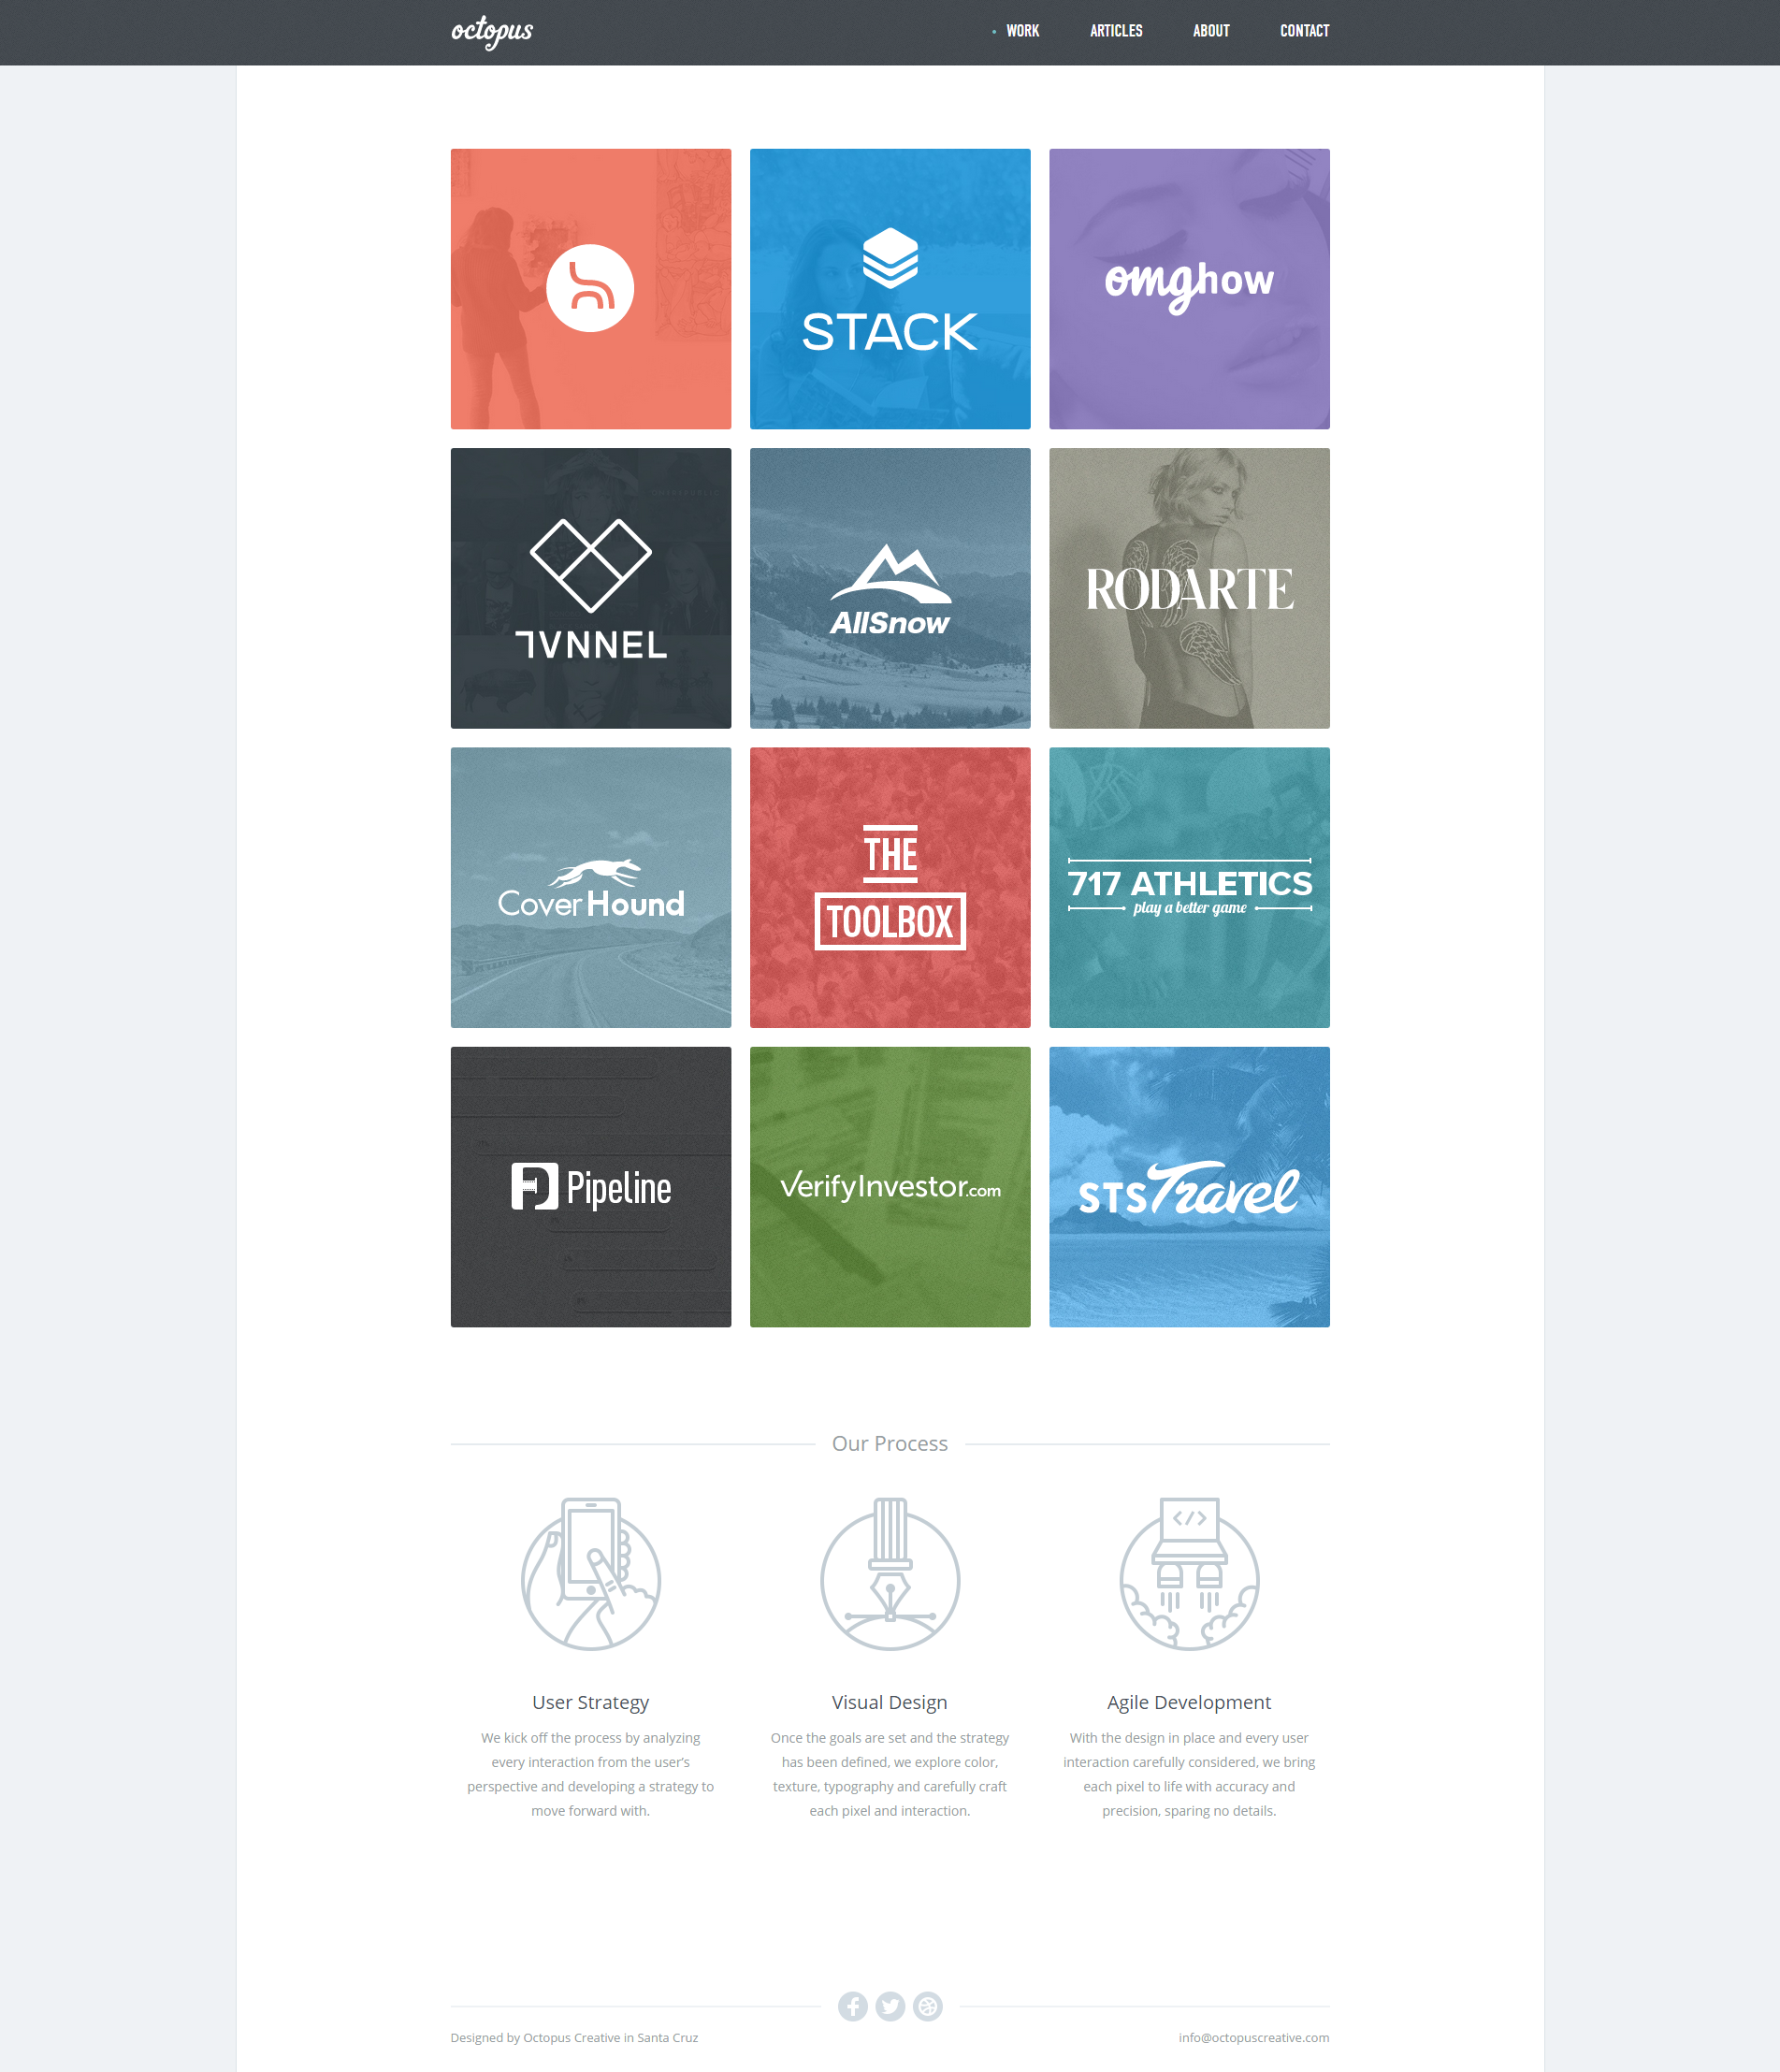 octopus
WORK
ARTICLES
ABOUT
CONTACT
STACK
omghow
TVNNEL
AllSnow
RODARTE
CoverHound
THE
TOOLBOX
717 ATHLETICS
play a better game
Pipeline
VerifyInvestor.com
STS Travel
Our Process
</>
User Strategy
We kick off the process by analyzing
every interaction from the user's
perspective and developing a strategy to
move forward with.
Visual Design
Once the goals are set and the strategy
has been defined, we explore color,
texture, typography and carefully craft
each pixel and interaction.
Agile Development
With the design in place and every user
interaction carefully considered, we bring
each pixel to life with accuracy and
precision, sparing no details.
Designed by Octopus Creative in Santa Cruz
info@octopuscreative.com